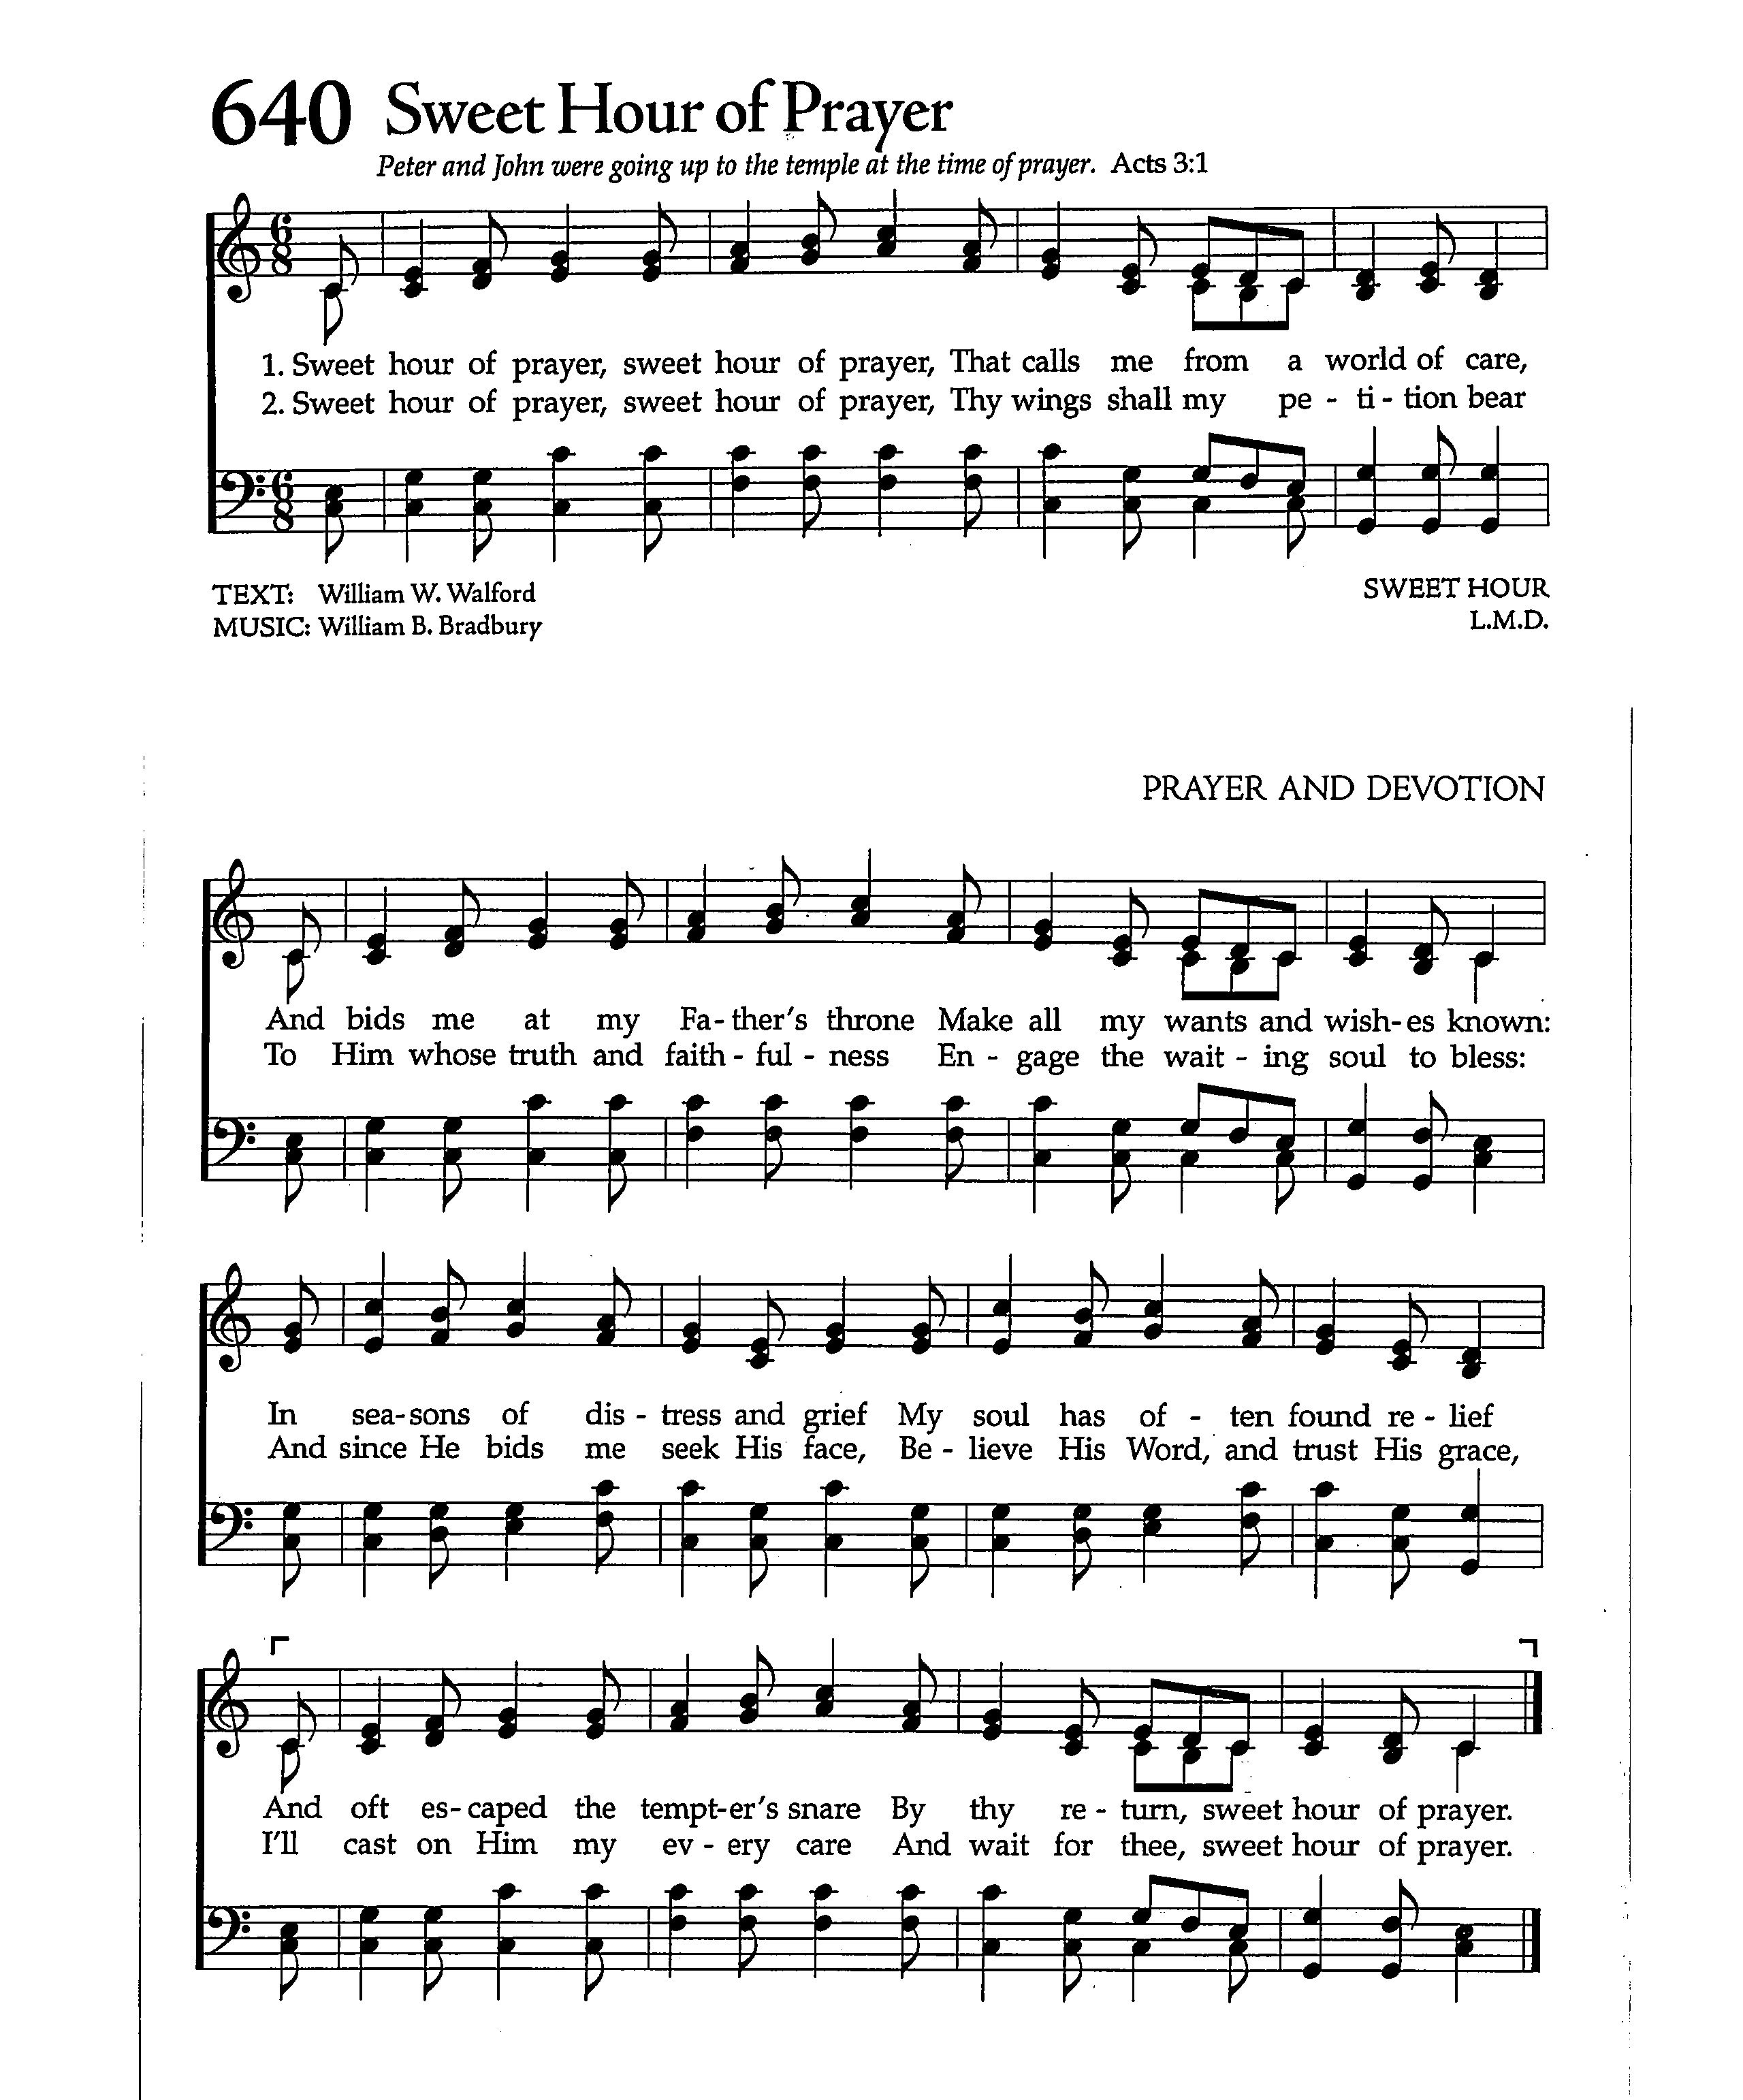 640 Sweet Hour of Prayer
Peter and John were going up to the temple at the time of prayer. Acts 3:1
1. Sweet hour of prayer, sweet hour of prayer, That calls me from a world of care,
2. Sweet hour of prayer, sweet hour of prayer, Thy wings shall my pe - ti - tion bear
TEXT: William W. Walford
MUSIC: William B. Bradbury
SWEET HOUR
L.M.D.
PRAYER AND DEVOTION
And bids me at my Fa - ther's throne Make all my wants and wish - es known:
To Him whose truth and faith - ful - ness En - gage the wait - ing soul to bless:
In sea - sons of dis - tress and grief My soul has of - ten found re - lief
And since He bids me seek His face, Be - lieve His Word, and trust His grace,
And oft es - caped the tempt - er's snare By thy re - turn, sweet hour of prayer.
I'll cast on Him my ev - ery care And wait for thee, sweet hour of prayer.